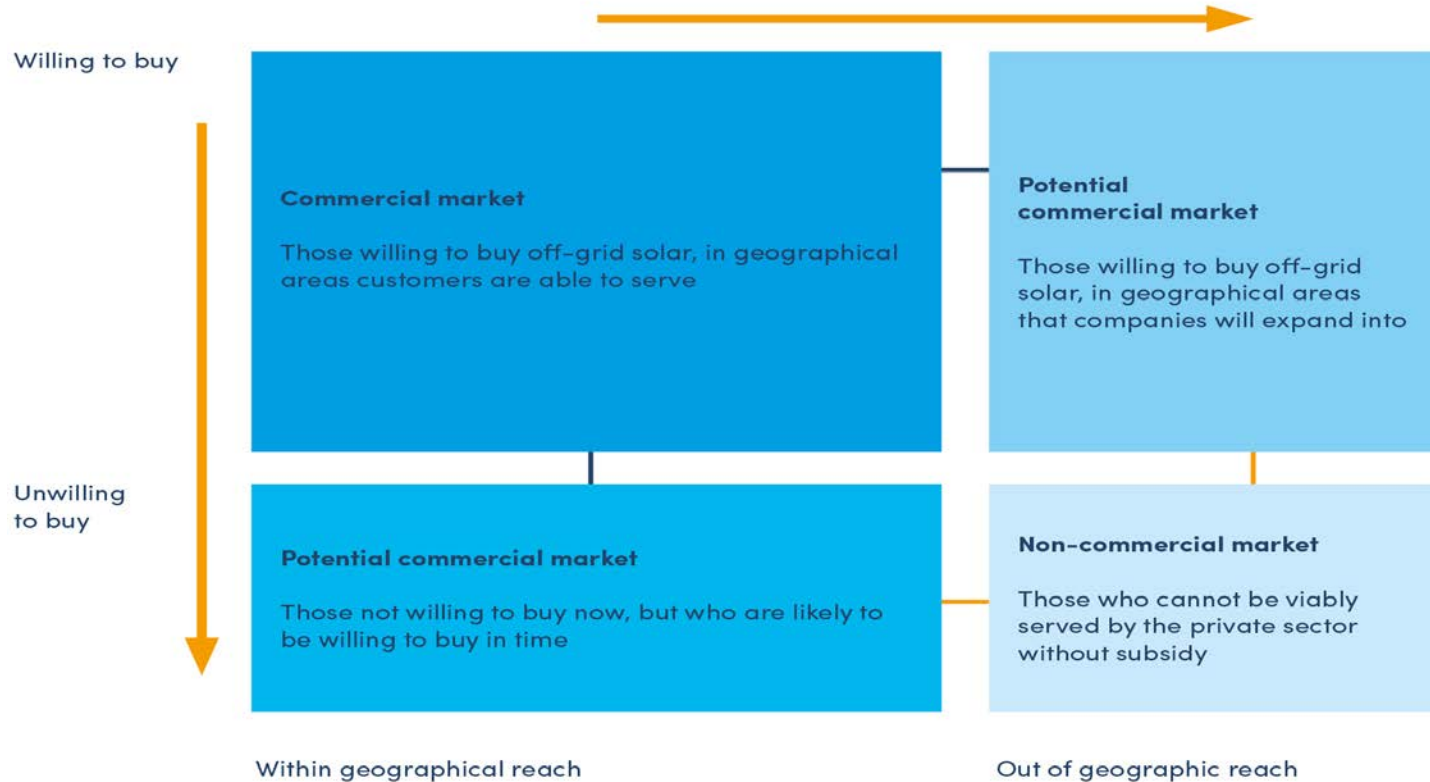 Willing to buy
Commercial market
Those willing to buy off-grid solar, in geographical
areas customers are able to serve
Potential
commercial market
Those willing to buy off-grid
solar, in geographical areas
that companies will expand into
Unwilling
to buy
Potential commercial market
Those not willing to buy now, but who are likely to
be willing to buy in time
Non-commercial market
Those who cannot be viably
served by the private sector
without subsidy
Within geographical reach
Out of geographic reach